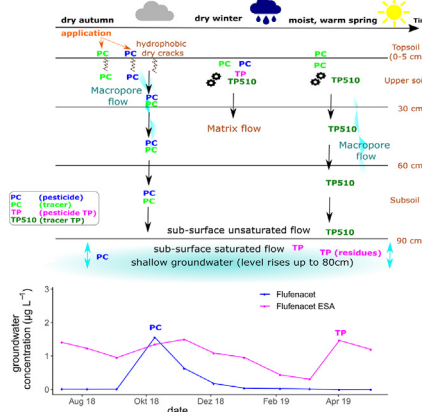 dry autumn dry winter moist, warm spring
application
hydrophobic
dry cracks
Topsoil
(0-5 cm
PC PC PC PC PC
TP
PC PC PC TP510 TP510
Upper soil
Macropore
flow
PC
PC
30 cm
PC
PC
Matrix flow
TP510
Macropore
flow
60 cm
TP510
PC (pesticide)
PC (tracer)
TP (pesticide TP)
TP510 (tracer TP)
PC
PC
Subsoil
sub-surface unsaturated flow
TP510
90 cm
sub-surface saturated flow TP TP (residues)
PC
shallow groundwater (level rises up to 80cm)
Flufenacet
Flufenacet ESA
groundwater
concentration (µg L−1)
3
2
1
0
PC
TP
Aug 18 Okt 18 Dez 18 Feb 19 Apr 19
date